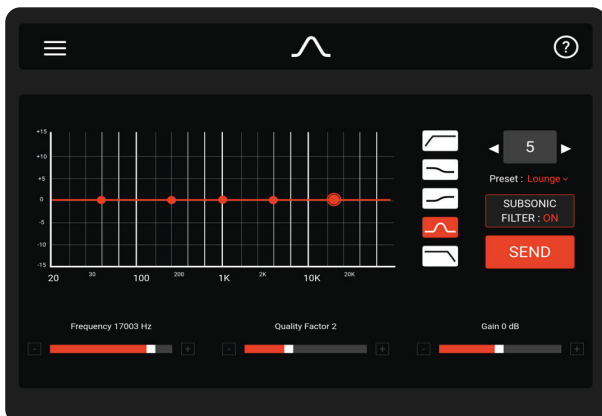 ?
+15
+10
+5
0
-5
-10
-15
20 30 100 200 1K 2K 10K 20K
5
Preset : Lounge
SUBSONIC
FILTER : ON
SEND
Frequency 17003 Hz
Quality Factor 2
Gain 0 dB
- +
- +
- +